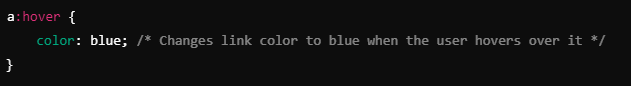 a:hover {
    color: blue; /* Changes link color to blue when the user hovers over it */
}